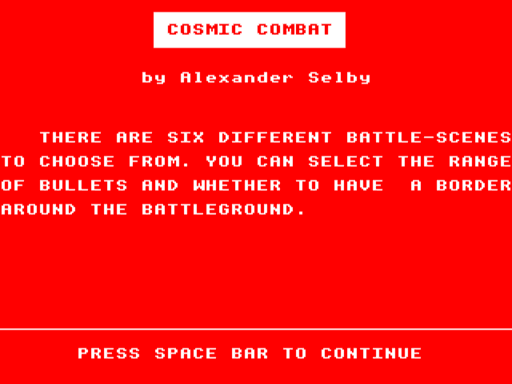 COSMIC COMBAT
by Alexander Selby
THERE ARE SIX DIFFERENT BATTLE-SCENES
TO CHOOSE FROM. YOU CAN SELECT THE RANGE
OF BULLETS AND WHETHER TO HAVE  A BORDER
AROUND THE BATTLEGROUND.
PRESS SPACE BAR TO CONTINUE